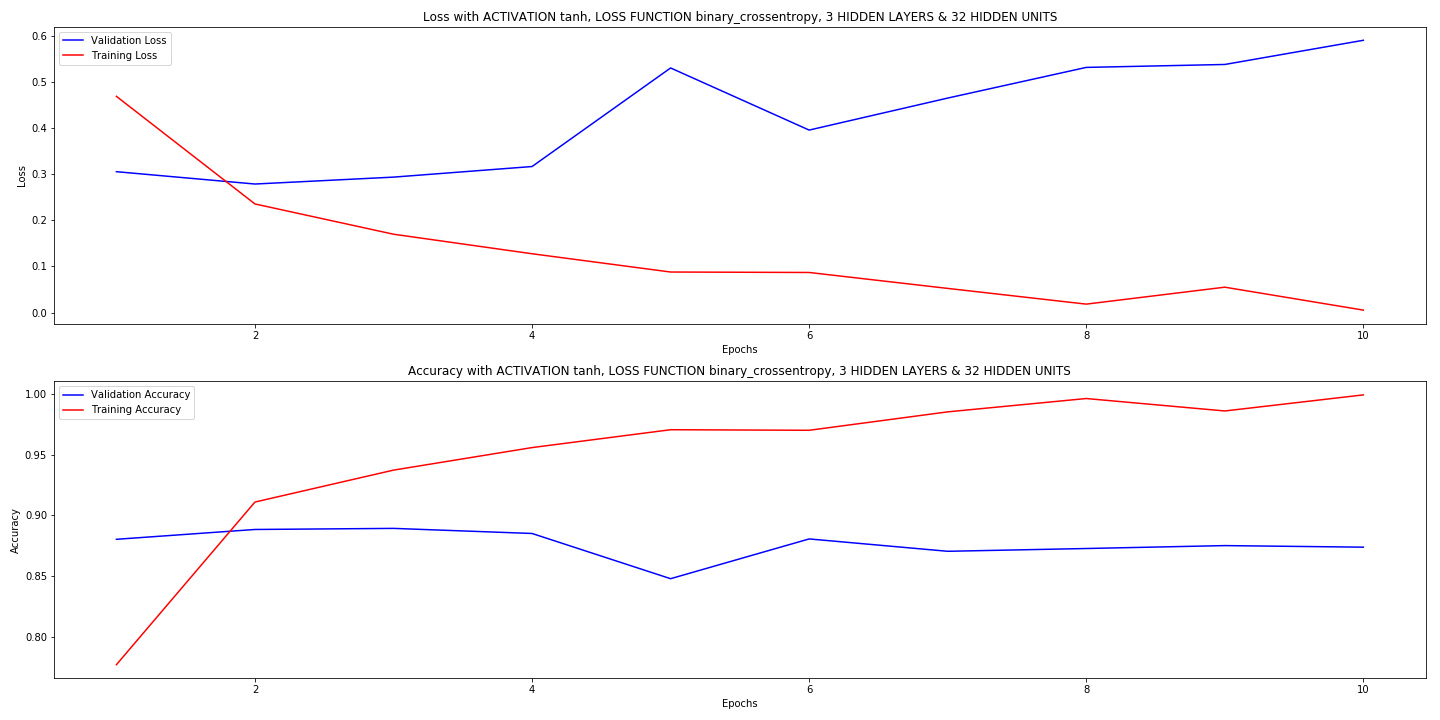 Loss with ACTIVATION tanh, LOSS FUNCTION binary_crossentropy, 3 HIDDEN LAYERS & 32 HIDDEN UNITS
Validation Loss
Training Loss
0.6
0.5
0.4
0.3
0.2
0.1
0.0
Loss
2 4 6 8 10
Epochs
Accuracy with ACTIVATION tanh, LOSS FUNCTION binary_crossentropy, 3 HIDDEN LAYERS & 32 HIDDEN UNITS
Validation Accuracy
Training Accuracy
1.00
0.95
0.90
0.85
0.80
Accuracy
2 4 6 8 10
Epochs